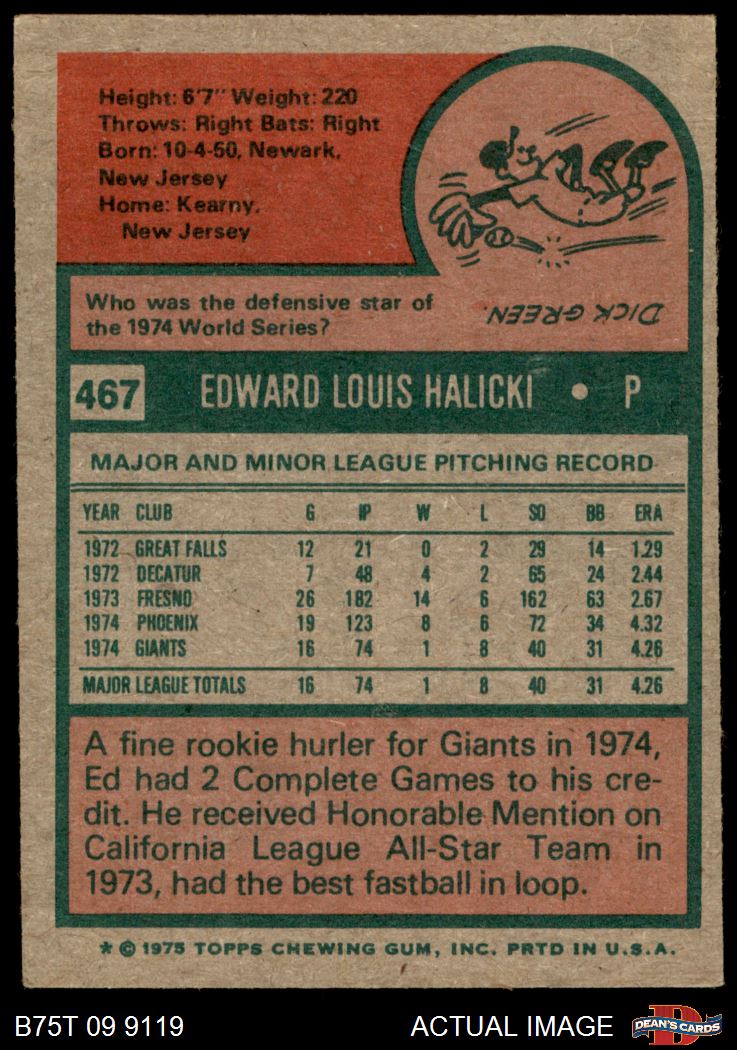 Height: 6'7" Weight: 220
Throws: Right Bats: Right
Born: 10-4-50, Newark,
New Jersey
Home: Kearny,
New Jersey
Who was the defensive star of
the 1974 World Series?
DICK GREEN.
467 EDWARD LOUIS HALICKI • P
MAJOR AND MINOR LEAGUE PITCHING RECORD
YEAR CLUB G IP W L SO BB ERA
1972 GREAT FALLS 12 21 0 2 29 14 1.29
1972 DECATUR 7 48 4 2 65 24 2.44
1973 FRESNO 26 182 14 6 162 63 2.67
1974 PHOENIX 19 123 8 6 72 34 4.32
1974 GIANTS 16 74 1 8 40 31 4.26
MAJOR LEAGUE TOTALS 16 74 1 8 40 31 4.26
A fine rookie hurler for Giants in 1974,
Ed had 2 Complete Games to his cre-
dit. He received Honorable Mention on
California League All-Star Team in
1973, had the best fastball in loop.
* © 1975 TOPPS CHEWING GUM, INC. PRTD IN U.S.A.
B75T 09 9119 ACTUAL IMAGE DEAN'S CARDS